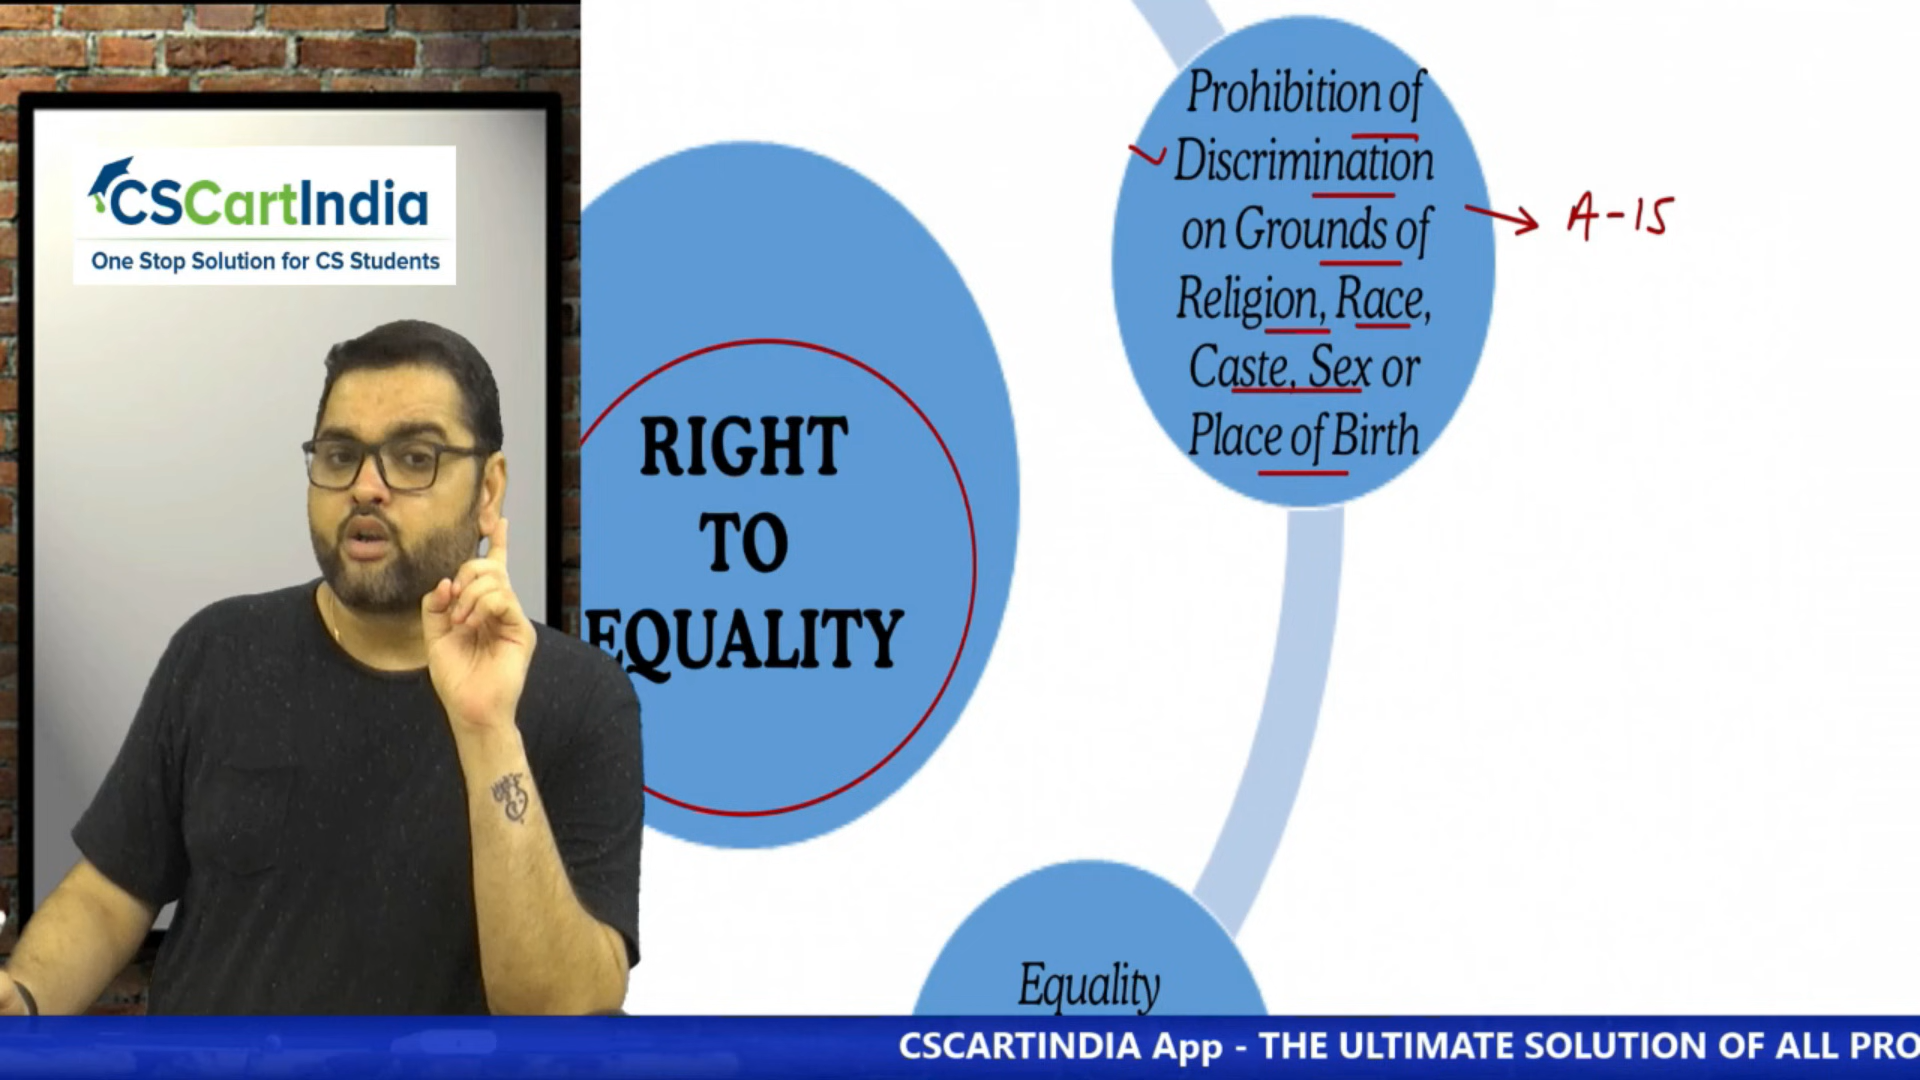 CSCartIndia
One Stop Solution for CS Students
RIGHT
TO
EQUALITY
Prohibition of
Discrimination
on Grounds of
Religion, Race,
Caste, Sex or
Place of Birth
A-15
Equality
CSCARTINDIA App - THE ULTIMATE SOLUTION OF ALL PRO